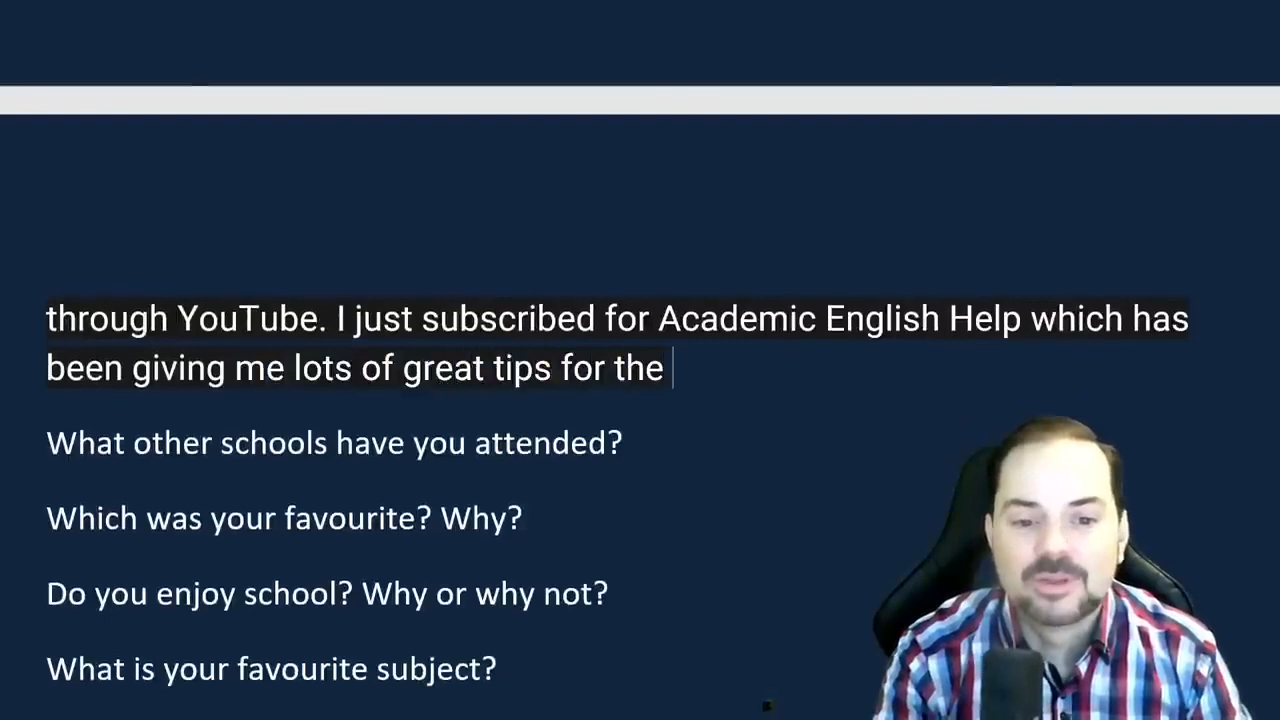 through YouTube. I just subscribed for Academic English Help which has
been giving me lots of great tips for the
What other schools have you attended?
Which was your favourite? Why?
Do you enjoy school? Why or why not?
What is your favourite subject?